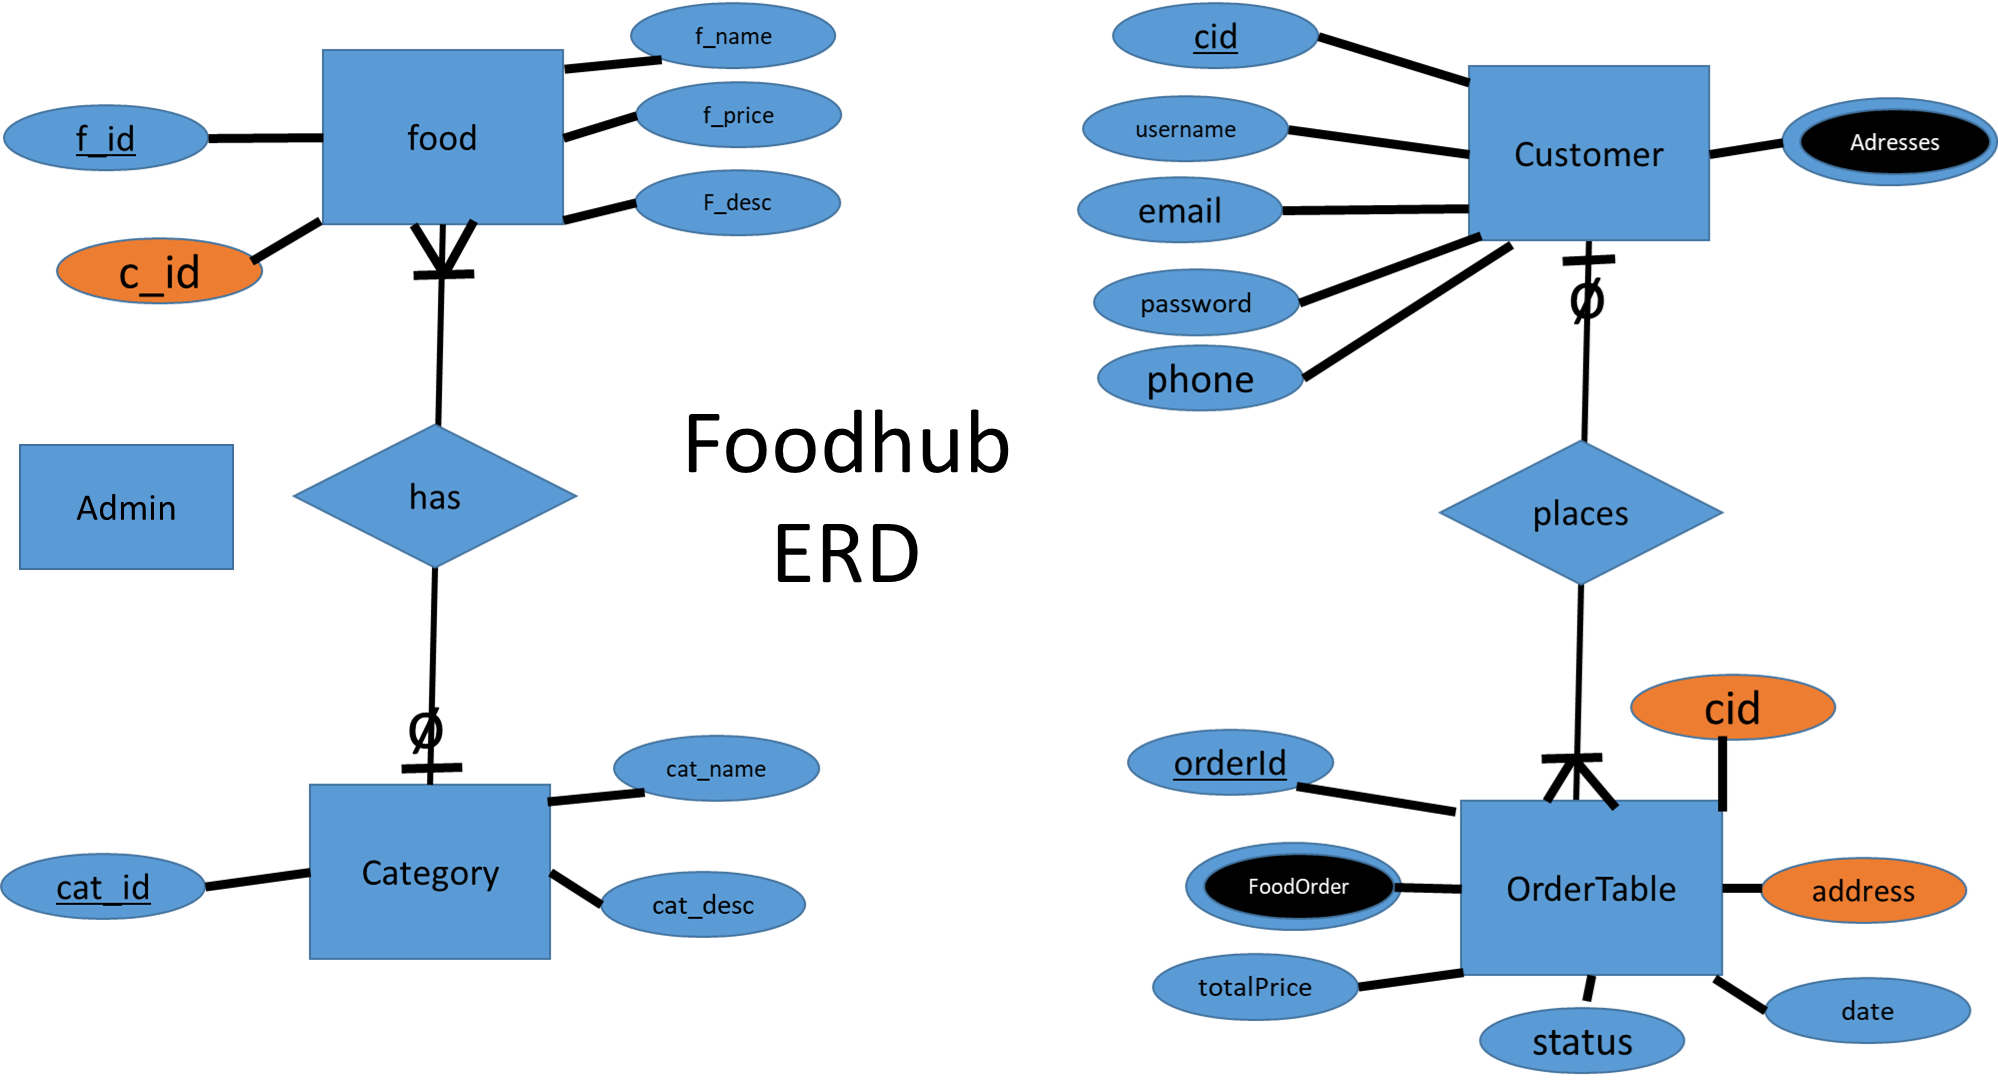 f_name
cid
f_price
food
f_id
username
Customer
Adresses
F_desc
email
c_id
password
phone
Foodhub
ERD
Admin
has
places
Ø
Ø
cid
orderId
cat_name
Category
cat_id
cat_desc
FoodOrder
OrderTable
address
totalPrice
date
status